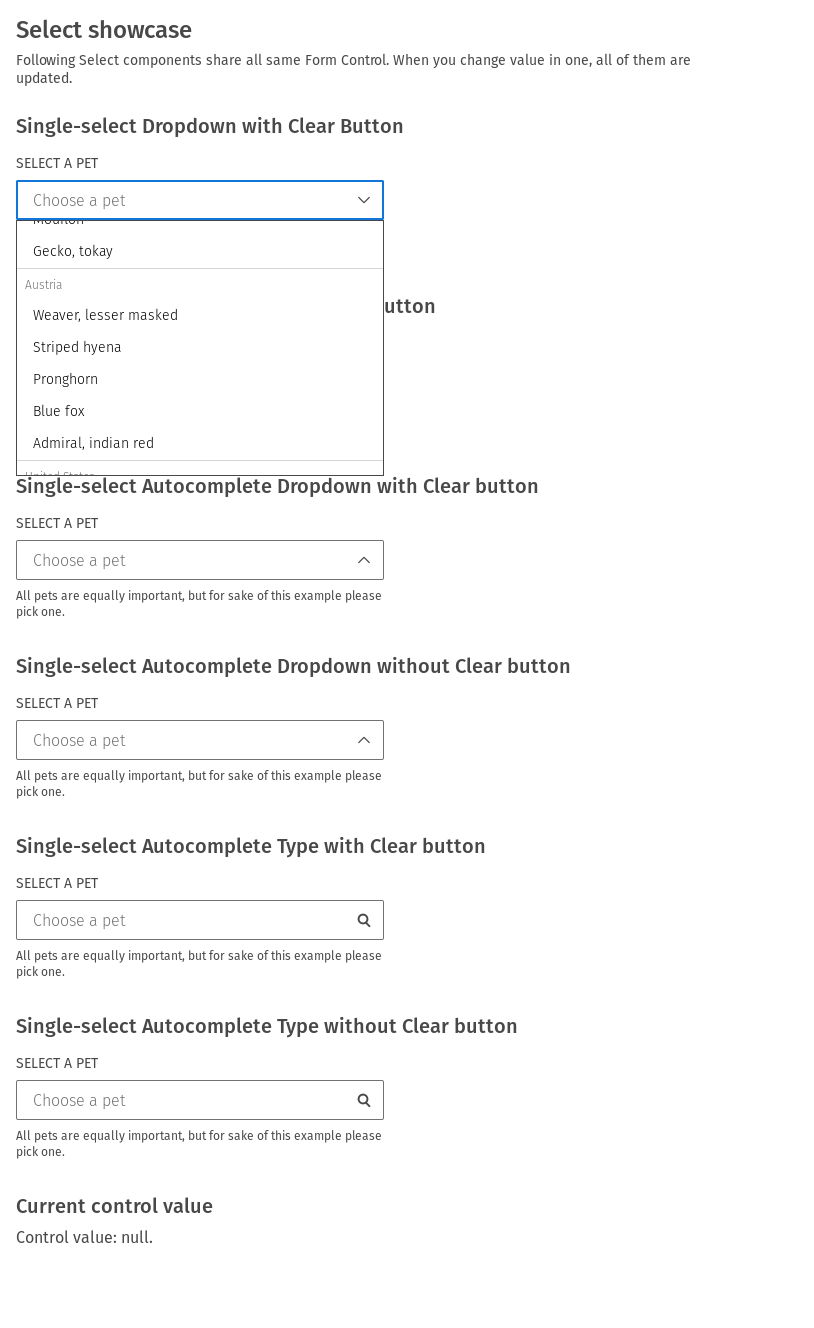 Select showcase
Following Select components share all same Form Control. When you change value in one, all of them are
updated.
Single-select Dropdown with Clear Button
SELECT A PET
Choose a pet
Gecko, tokay
Austria
utton
Weaver, lesser masked
Striped hyena
Pronghorn
Blue fox
Admiral, indian red
United States
Single-select Autocomplete Dropdown with Clear button
SELECT A PET
Choose a pet
All pets are equally important, but for sake of this example please
pick one.
Single-select Autocomplete Dropdown without Clear button
SELECT A PET
Choose a pet
All pets are equally important, but for sake of this example please
pick one.
Single-select Autocomplete Type with Clear button
SELECT A PET
Choose a pet
All pets are equally important, but for sake of this example please
pick one.
Single-select Autocomplete Type without Clear button
SELECT A PET
Choose a pet
All pets are equally important, but for sake of this example please
pick one.
Current control value
Control value: null.